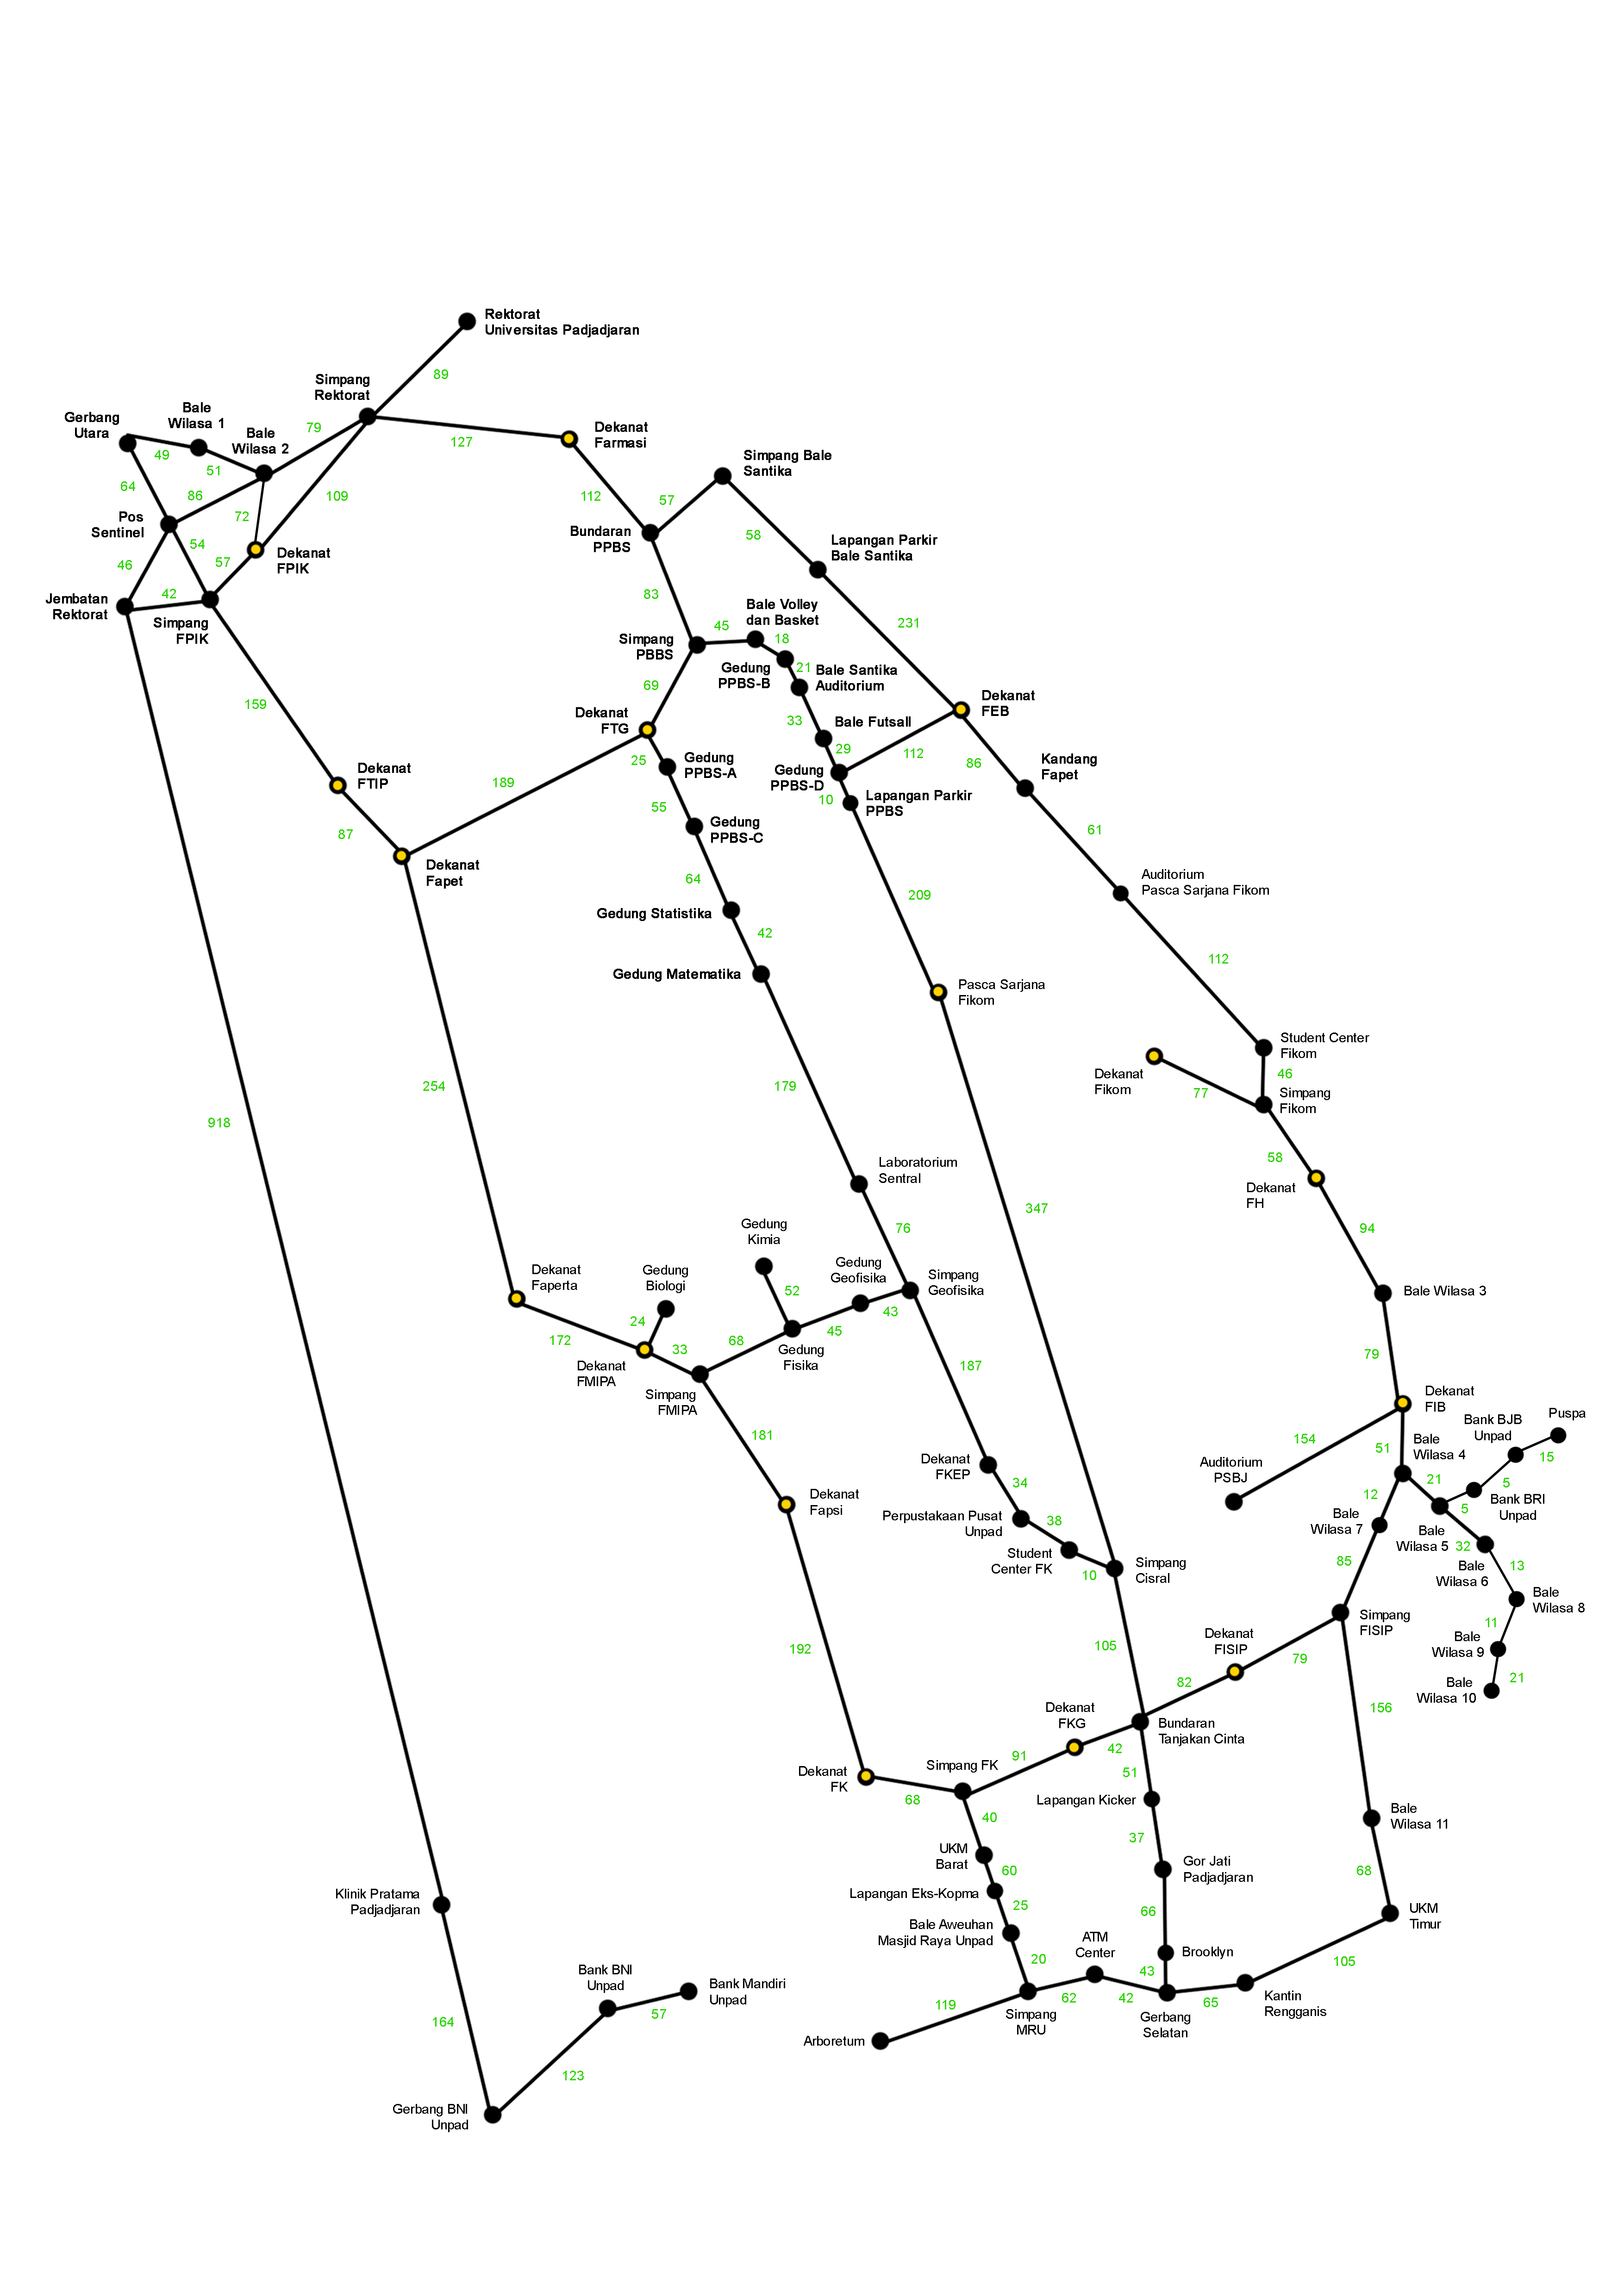 Rektorat
Universitas Padjadjaran
89
Simpang
Rektorat
Gerbang
Utara
Bale
Wilasa 1
Bale
Wilasa 2
79
127
Dekanat
Farmasi
49
51
64
86
72
109
112
57
Simpang Bale
Santika
Pos
Sentinel
54
57
Dekanat
FPIK
Bundaran
PPBS
58
Lapangan Parkir
Bale Santika
46
42
Jembatan
Rektorat
Simpang
FPIK
83
45
Bale Volley
dan Basket
18
231
Simpang
PBBS
Gedung
PPBS-B
21
Bale Santika
Auditorium
159
69
Dekanat
FTG
33
Bale Futsall
Dekanat
FEB
29
112
25
Gedung
PPBS-A
Gedung
PPBS-D
86
Kandang
Fapet
Dekanat
FTIP
189
55
10
Lapangan Parkir
PPBS
87
Gedung
PPBS-C
61
Dekanat
Fapet
64
209
Auditorium
Pasca Sarjana Fikom
Gedung Statistika
42
112
Gedung Matematika
Pasca Sarjana
Fikom
Student Center
Fikom
254
179
Dekanat
Fikom
77
46
Simpang
Fikom
918
Laboratorium
Sentral
58
Dekanat
FH
347
94
76
Gedung
Kimia
Gedung
Geofisika
Simpang
Geofisika
Dekanat
Faperta
Gedung
Biologi
52
Bale Wilasa 3
24
43
45
172
33
68
Gedung
Fisika
79
Dekanat
FMIPA
187
Simpang
FMIPA
Dekanat
FIB
181
154
51
Bale
Wilasa 4
Bank BJB
Unpad
Puspa
15
Dekanat
FKEP
34
Auditorium
PSBJ
21
5
5
Bank BRI
Unpad
12
Dekanat
Fapsi
Perpustakaan Pusat
Unpad
38
Bale
Wilasa 7
Bale
Wilasa 5
32
Student
Center FK
10
Simpang
Cisral
85
Bale
Wilasa 6
13
Bale
Wilasa 8
192
105
Dekanat
FISIP
Simpang
FISIP
11
Bale
Wilasa 9
79
82
21
Bale
Wilasa 10
Dekanat
FKG
Bundaran
Tanjakan Cinta
156
91
42
Dekanat
FK
Simpang FK
51
68
40
Lapangan Kicker
Bale
Wilasa 11
37
UKM
Barat
60
Gor Jati
Padjadjaran
68
Klinik Pratama
Padjadjaran
Lapangan Eks-Kopma
25
66
UKM
Timur
Bale Aweuhan
Masjid Raya Unpad
ATM
Center
Brooklyn
20
43
105
Bank BNI
Unpad
Bank Mandiri
Unpad
57
119
62
42
65
Kantin
Rengganis
Simpang
MRU
Gerbang
Selatan
164
Arboretum
123
Gerbang BNI
Unpad